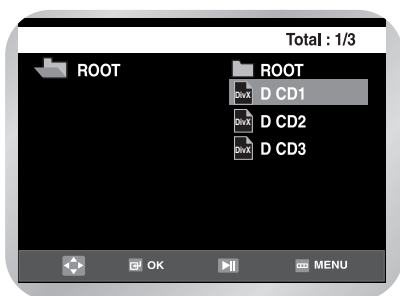 Total : 1/3
ROOT
ROOT
DivX D CD1
DivX D CD2
DivX D CD3
OK
MENU